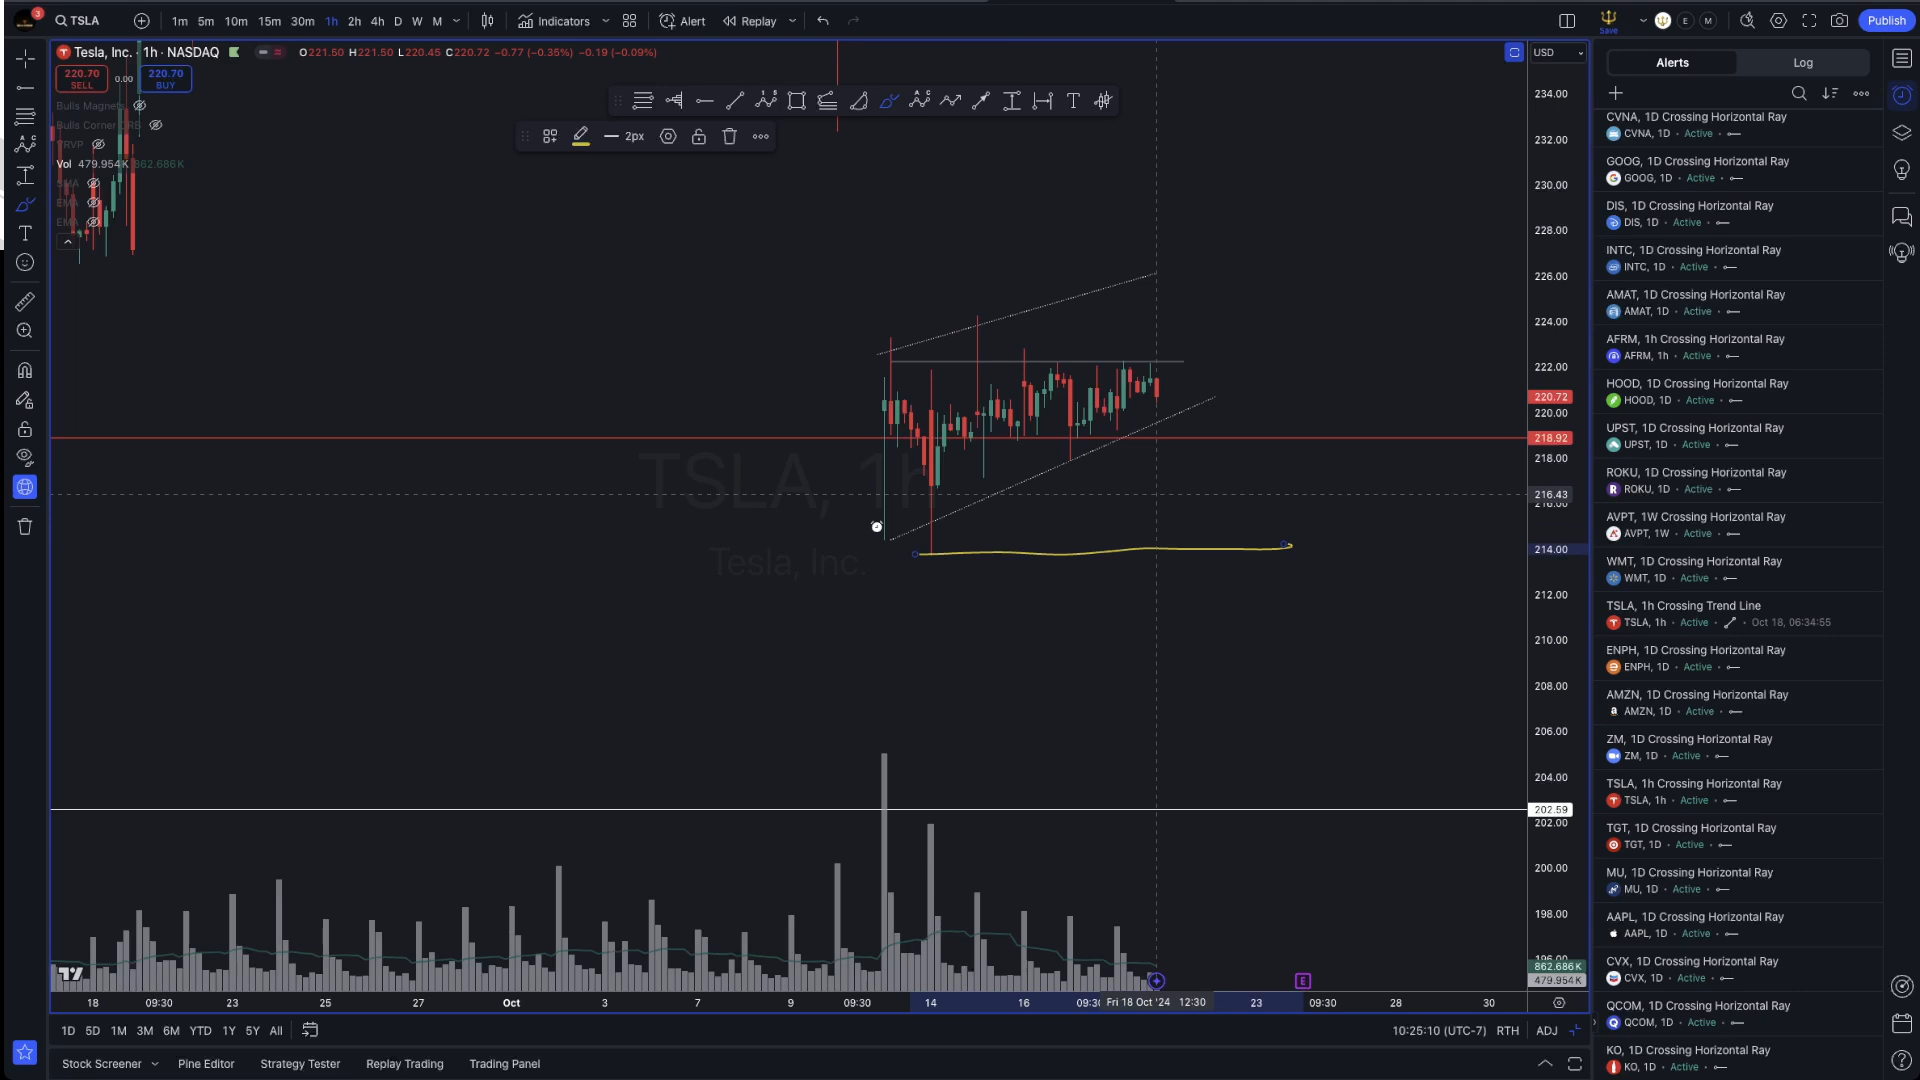 3
TSLA
1m 5m 10m 15m 30m 1h 2h 4h D W M
Indicators
Alert
Replay
Save
E
M
Publish
Tesla, Inc. · 1h · NASDAQ
O221.50 H221.50 L220.45 C220.72 −0.77 (−0.35%) −0.19 (−0.09%)
USD
220.70
SELL
0.00
220.70
BUY
Bulls Magnets
Bulls Corner
Vol 479.954K 862.686K
SMA
EMA
EMA
2px
TSLA, 1h
Tesla, Inc.
234.00
232.00
230.00
228.00
226.00
224.00
222.00
220.72
220.00
218.92
218.00
216.43
216.00
214.00
212.00
210.00
208.00
206.00
204.00
202.59
202.00
200.00
198.00
196.00
862.686K
479.954K
E
18 09:30 23 25 27 Oct 3 7 9 09:30 14 16 Fri 18 Oct '24 12:30 23 09:30 28 30
1D 5D 1M 3M 6M YTD 1Y 5Y All
10:25:10 (UTC-7) RTH ADJ
Stock Screener Pine Editor Strategy Tester Replay Trading Trading Panel
Alerts
Log
CVNA, 1D Crossing Horizontal Ray
CVNA, 1D · Active ·
GOOG, 1D Crossing Horizontal Ray
GOOG, 1D · Active ·
DIS, 1D Crossing Horizontal Ray
DIS, 1D · Active ·
INTC, 1D Crossing Horizontal Ray
INTC, 1D · Active ·
AMAT, 1D Crossing Horizontal Ray
AMAT, 1D · Active ·
AFRM, 1h Crossing Horizontal Ray
AFRM, 1h · Active ·
HOOD, 1D Crossing Horizontal Ray
HOOD, 1D · Active ·
UPST, 1D Crossing Horizontal Ray
UPST, 1D · Active ·
ROKU, 1D Crossing Horizontal Ray
ROKU, 1D · Active ·
AVPT, 1W Crossing Horizontal Ray
AVPT, 1W · Active ·
WMT, 1D Crossing Horizontal Ray
WMT, 1D · Active ·
TSLA, 1h Crossing Trend Line
TSLA, 1h · Active · Oct 18, 06:34:55
ENPH, 1D Crossing Horizontal Ray
ENPH, 1D · Active ·
AMZN, 1D Crossing Horizontal Ray
AMZN, 1D · Active ·
ZM, 1D Crossing Horizontal Ray
ZM, 1D · Active ·
TSLA, 1h Crossing Horizontal Ray
TSLA, 1h · Active ·
TGT, 1D Crossing Horizontal Ray
TGT, 1D · Active ·
MU, 1D Crossing Horizontal Ray
MU, 1D · Active ·
AAPL, 1D Crossing Horizontal Ray
AAPL, 1D · Active ·
CVX, 1D Crossing Horizontal Ray
CVX, 1D · Active ·
QCOM, 1D Crossing Horizontal Ray
QCOM, 1D · Active ·
KO, 1D Crossing Horizontal Ray
KO, 1D · Active ·